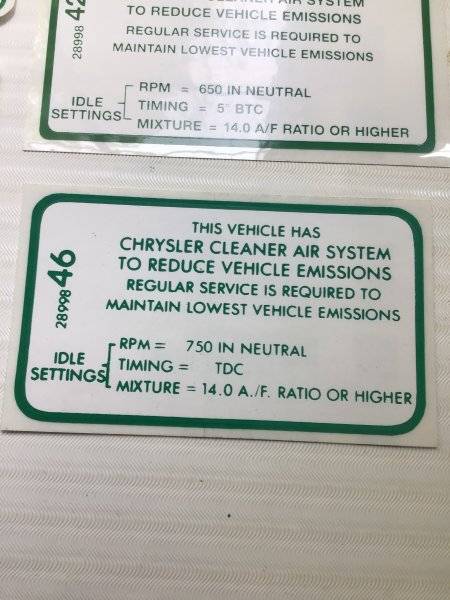 TO REDUCE VEHICLE EMISSIONS
REGULAR SERVICE IS REQUIRED TO
MAINTAIN LOWEST VEHICLE EMISSIONS
28998 42
IDLE SETTINGS
RPM = 650 IN NEUTRAL
TIMING = 5° BTC
MIXTURE = 14.0 A/F RATIO OR HIGHER
THIS VEHICLE HAS
CHRYSLER CLEANER AIR SYSTEM
TO REDUCE VEHICLE EMISSIONS
REGULAR SERVICE IS REQUIRED TO
MAINTAIN LOWEST VEHICLE EMISSIONS
2899846
IDLE
SETTINGS
RPM = 750 IN NEUTRAL
TIMING = TDC
MIXTURE = 14.0 A./F. RATIO OR HIGHER